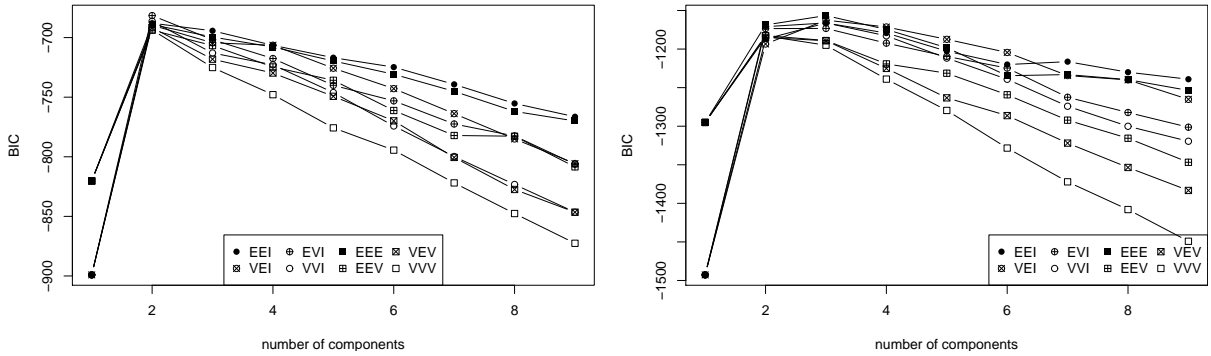 BIC
−700
−750
−800
−850
−900
2 4 6 8
number of components
EEI EVI EEE VEV
VEI VVI EEV VVV
BIC
−1200
−1300
−1400
−1500
2 4 6 8
number of components
EEI EVI EEE VEV
VEI VVI EEV VVV